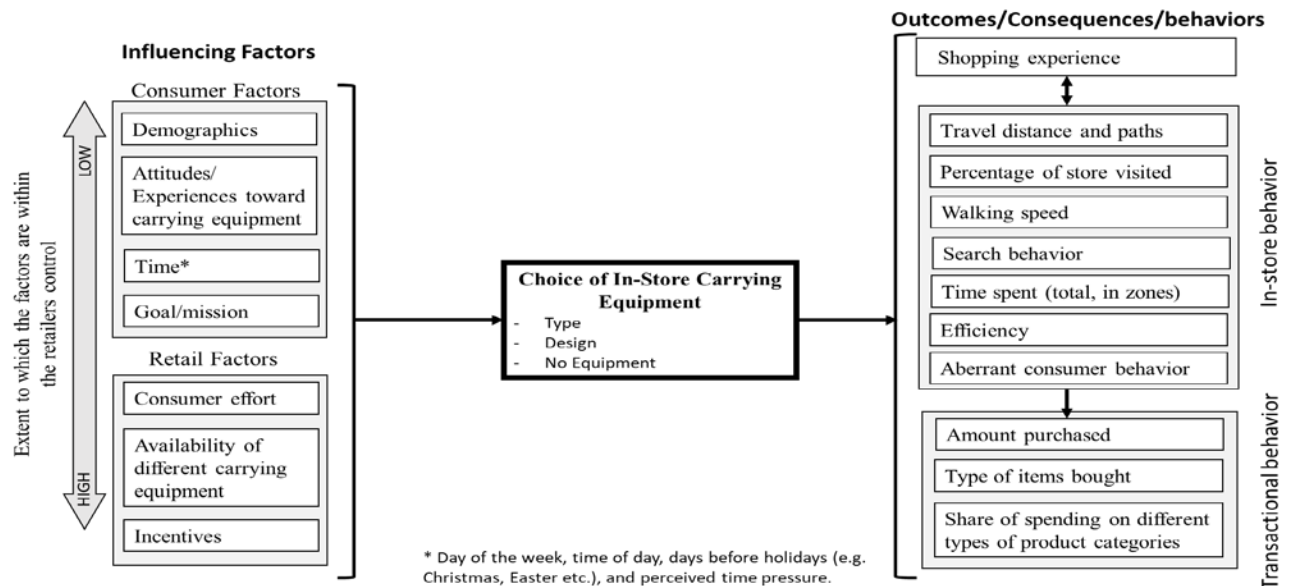 Outcomes/Consequences/behaviors
Influencing Factors
Extent to which the factors are within
the retailers control
LOW
HIGH
Consumer Factors
Demographics
Attitudes/
Experiences toward
carrying equipment
Time*
Goal/mission
Retail Factors
Consumer effort
Availability of
different carrying
equipment
Incentives
Choice of In-Store Carrying
Equipment
- Type
- Design
- No Equipment
Shopping experience
Travel distance and paths
Percentage of store visited
Walking speed
Search behavior
Time spent (total, in zones)
Efficiency
Aberrant consumer behavior
In-store behavior
Amount purchased
Type of items bought
Share of spending on different
types of product categories
Transactional behavior
* Day of the week, time of day, days before holidays (e.g.
Christmas, Easter etc.), and perceived time pressure.